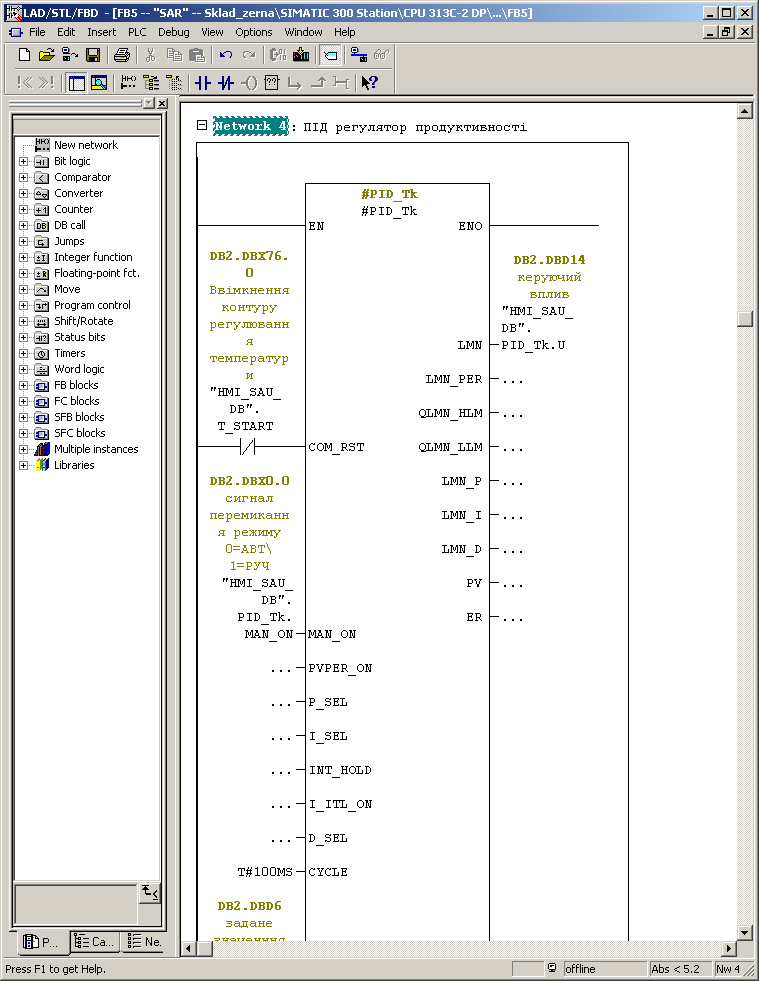 LAD/STL/FBD - [FB5 -- "SAR" -- Sklad_zerna\SIMATIC 300 Station\CPU 313C-2 DP\...\FB5]
File Edit Insert PLC Debug View Options Window Help
New network
Bit logic
Comparator
Converter
Counter
DB call
Jumps
Integer function
Floating-point fct.
Move
Program control
Shift/Rotate
Status bits
Timers
Word logic
FB blocks
FC blocks
SFB blocks
SFC blocks
Multiple instances
Libraries
P... Ca... Ne.
Network 4: ПІД регулятор продуктивності
#PID_Tk
#PID_Tk
EN ENO
DB2.DBX76.
0
Ввімкнення
контуру
регулюванн
я
температур
и
"HMI_SAU_
DB".
T_START
COM_RST
DB2.DBX0.0
сигнал
перемиканн
я режиму
0=АВТ\
1=РУЧ
"HMI_SAU_
DB".
PID_Tk.
MAN_ON MAN_ON
... PVPER_ON
... P_SEL
... I_SEL
... INT_HOLD
... I_ITL_ON
... D_SEL
T#100MS CYCLE
DB2.DBD6
задане
значенння
DB2.DBD14
керуючий
вплив
"HMI_SAU_
DB".
LMN PID_Tk.U
LMN_PER ...
QLMN_HLM ...
QLMN_LLM ...
LMN_P ...
LMN_I ...
LMN_D ...
PV ...
ER ...
Press F1 to get Help. offline Abs < 5.2 Nw 4